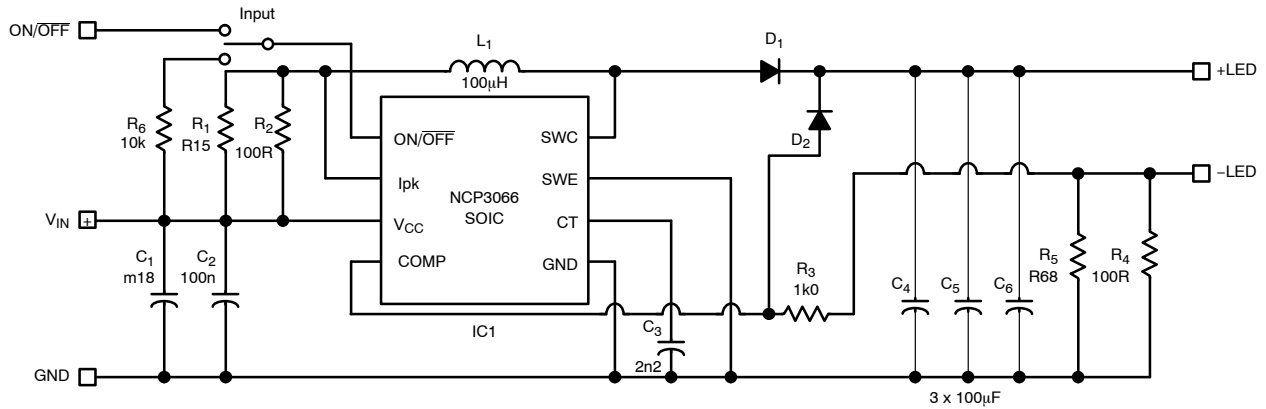 Input
ON/OFF
L1
100μH
D1
+LED
R6
10k
R1
R15
R2
100R
ON/OFF
SWC
D2
Ipk
SWE
−LED
NCP3066
SOIC
VIN
+
VCC
CT
COMP
GND
C1
m18
C2
100n
R3
1k0
C4
C5
C6
R5
R68
R4
100R
IC1
C3
2n2
GND
3 x 100μF